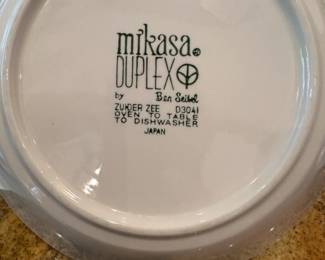 mikasa®
DUPLEX
by Ben Seibel
ZUIDER ZEE D3041
OVEN TO TABLE
TO DISHWASHER
JAPAN